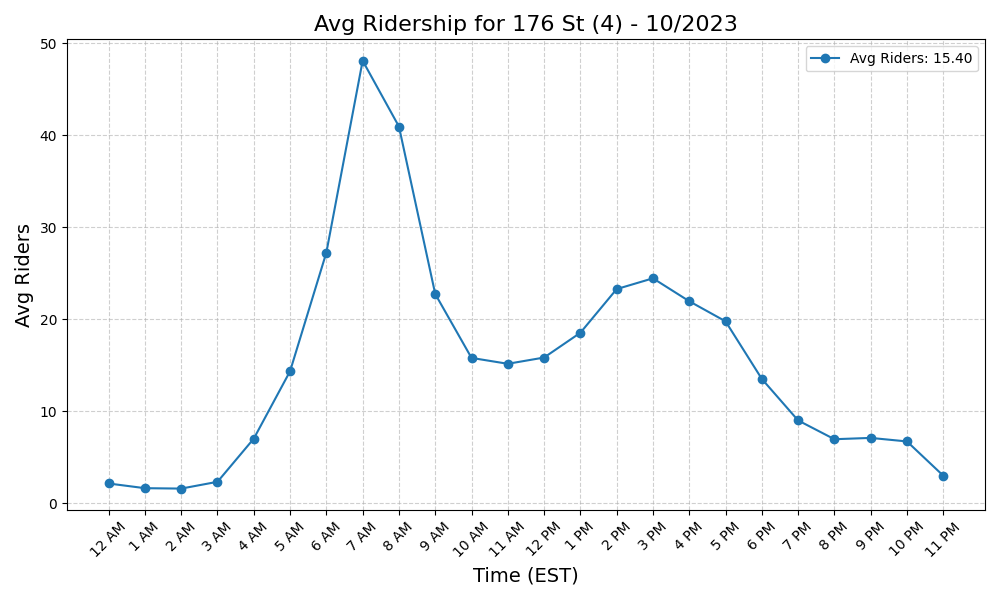 Avg Ridership for 176 St (4) - 10/2023
Avg Riders: 15.40
Avg Riders
50
40
30
20
10
0
12 AM
1 AM
2 AM
3 AM
4 AM
5 AM
6 AM
7 AM
8 AM
9 AM
10 AM
11 AM
12 PM
1 PM
2 PM
3 PM
4 PM
5 PM
6 PM
7 PM
8 PM
9 PM
10 PM
11 PM
Time (EST)